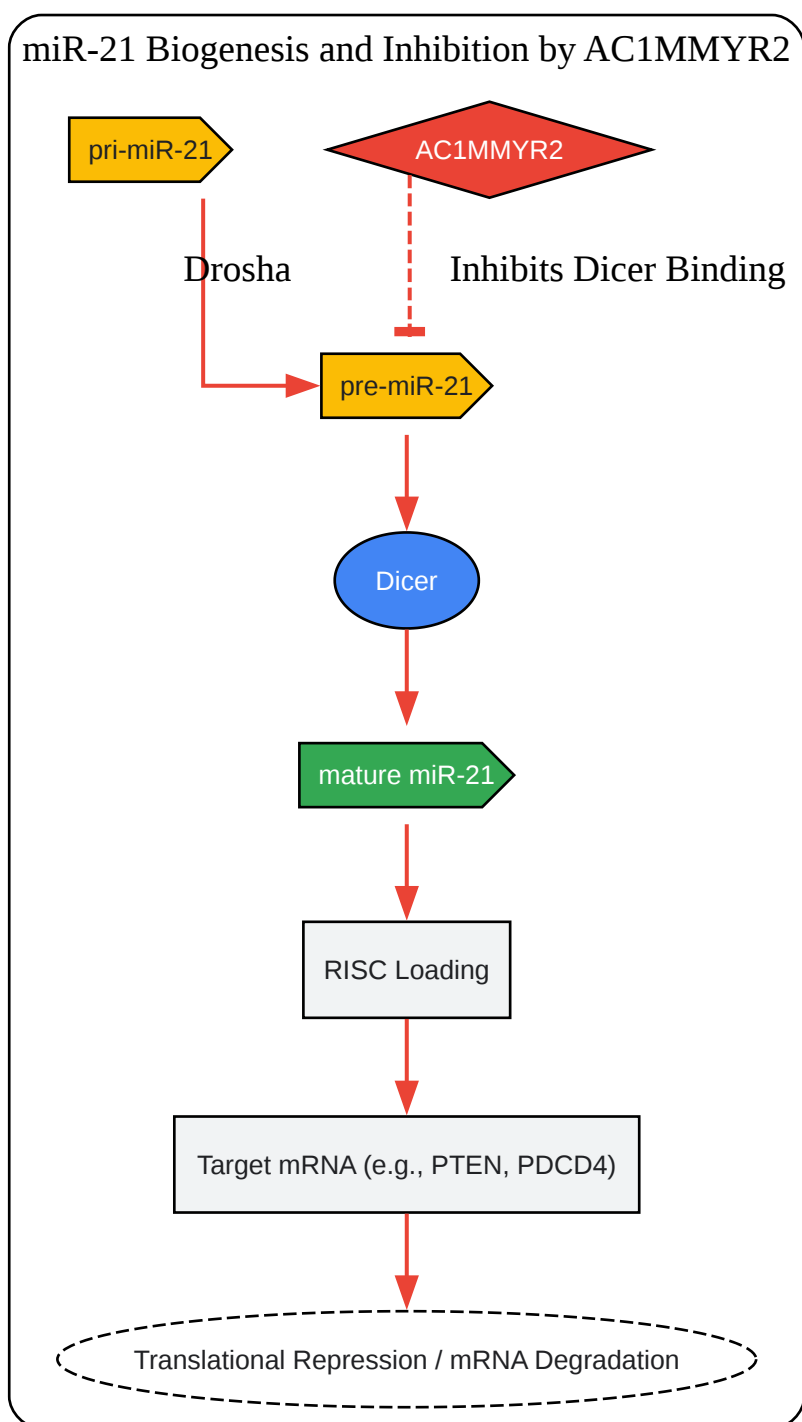 miR-21 Biogenesis and Inhibition by AC1MMYR2
pri-miR-21
AC1MMYR2
Drosha
Inhibits Dicer Binding
pre-miR-21
Dicer
mature miR-21
RISC Loading
Target mRNA (e.g., PTEN, PDCD4)
Translational Repression / mRNA Degradation